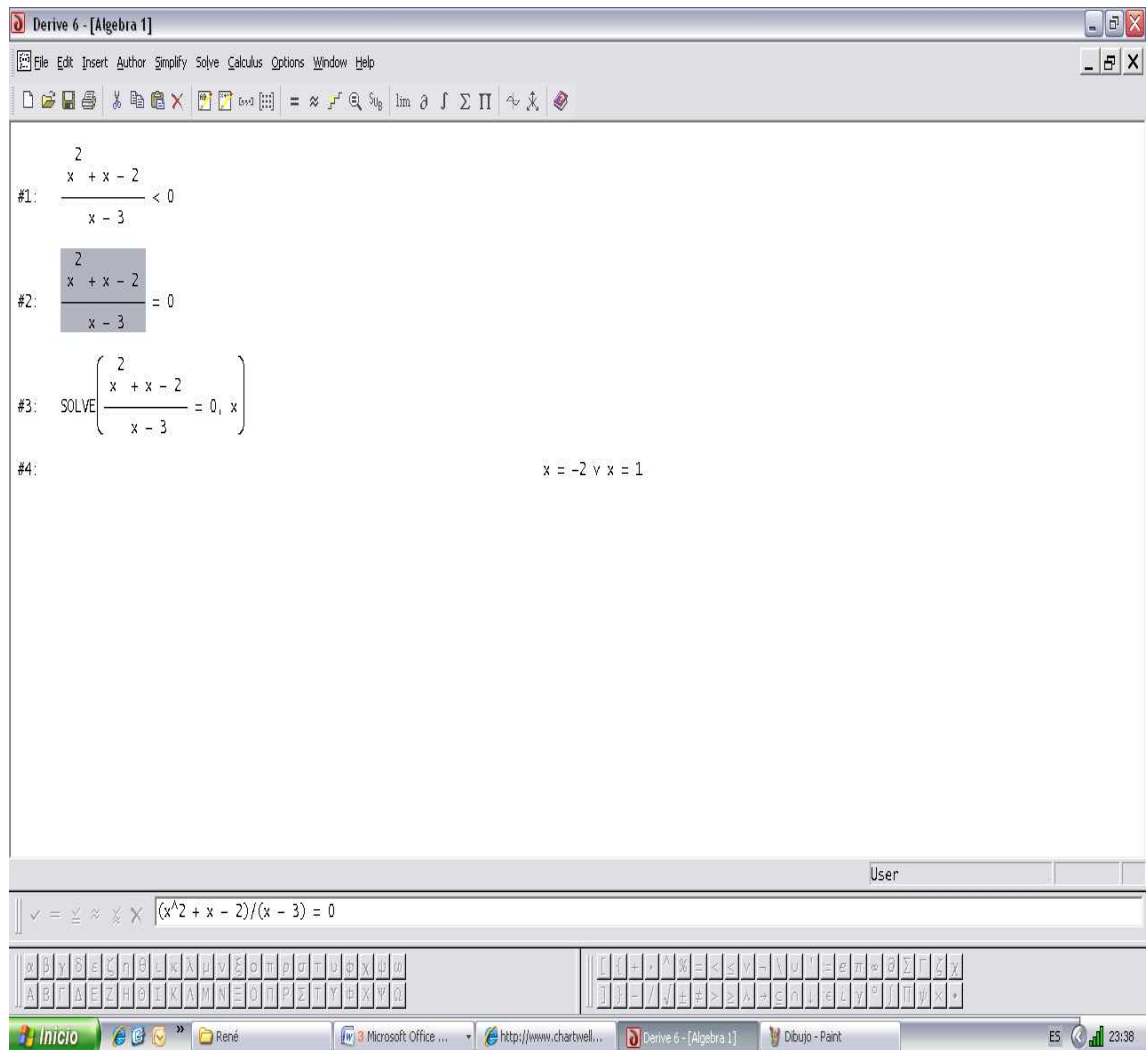 Derive 6 - [Algebra 1]
File Edit Insert Author Simplify Solve Calculus Options Window Help
= ≈ SUB lim ∂ ∫ Σ Π
#1: (x^2 + x - 2)/(x - 3) < 0
#2: (x^2 + x - 2)/(x - 3) = 0
#3: SOLVE((x^2 + x - 2)/(x - 3) = 0, x)
#4: x = -2 ∨ x = 1
User
(x^2 + x - 2)/(x - 3) = 0
α β γ δ ε ζ η θ ι κ λ μ ν ξ ο π ρ σ τ υ φ χ ψ ω
Α Β Γ Δ Ε Ζ Η Θ Ι Κ Λ Μ Ν Ξ Ο Π Ρ Σ Τ Υ Φ Χ Ψ Ω
Inicio » René 3 Microsoft Office ... http://www.chartwell... Derive 6 - [Algebra 1] Dibujo - Paint ES 23:38